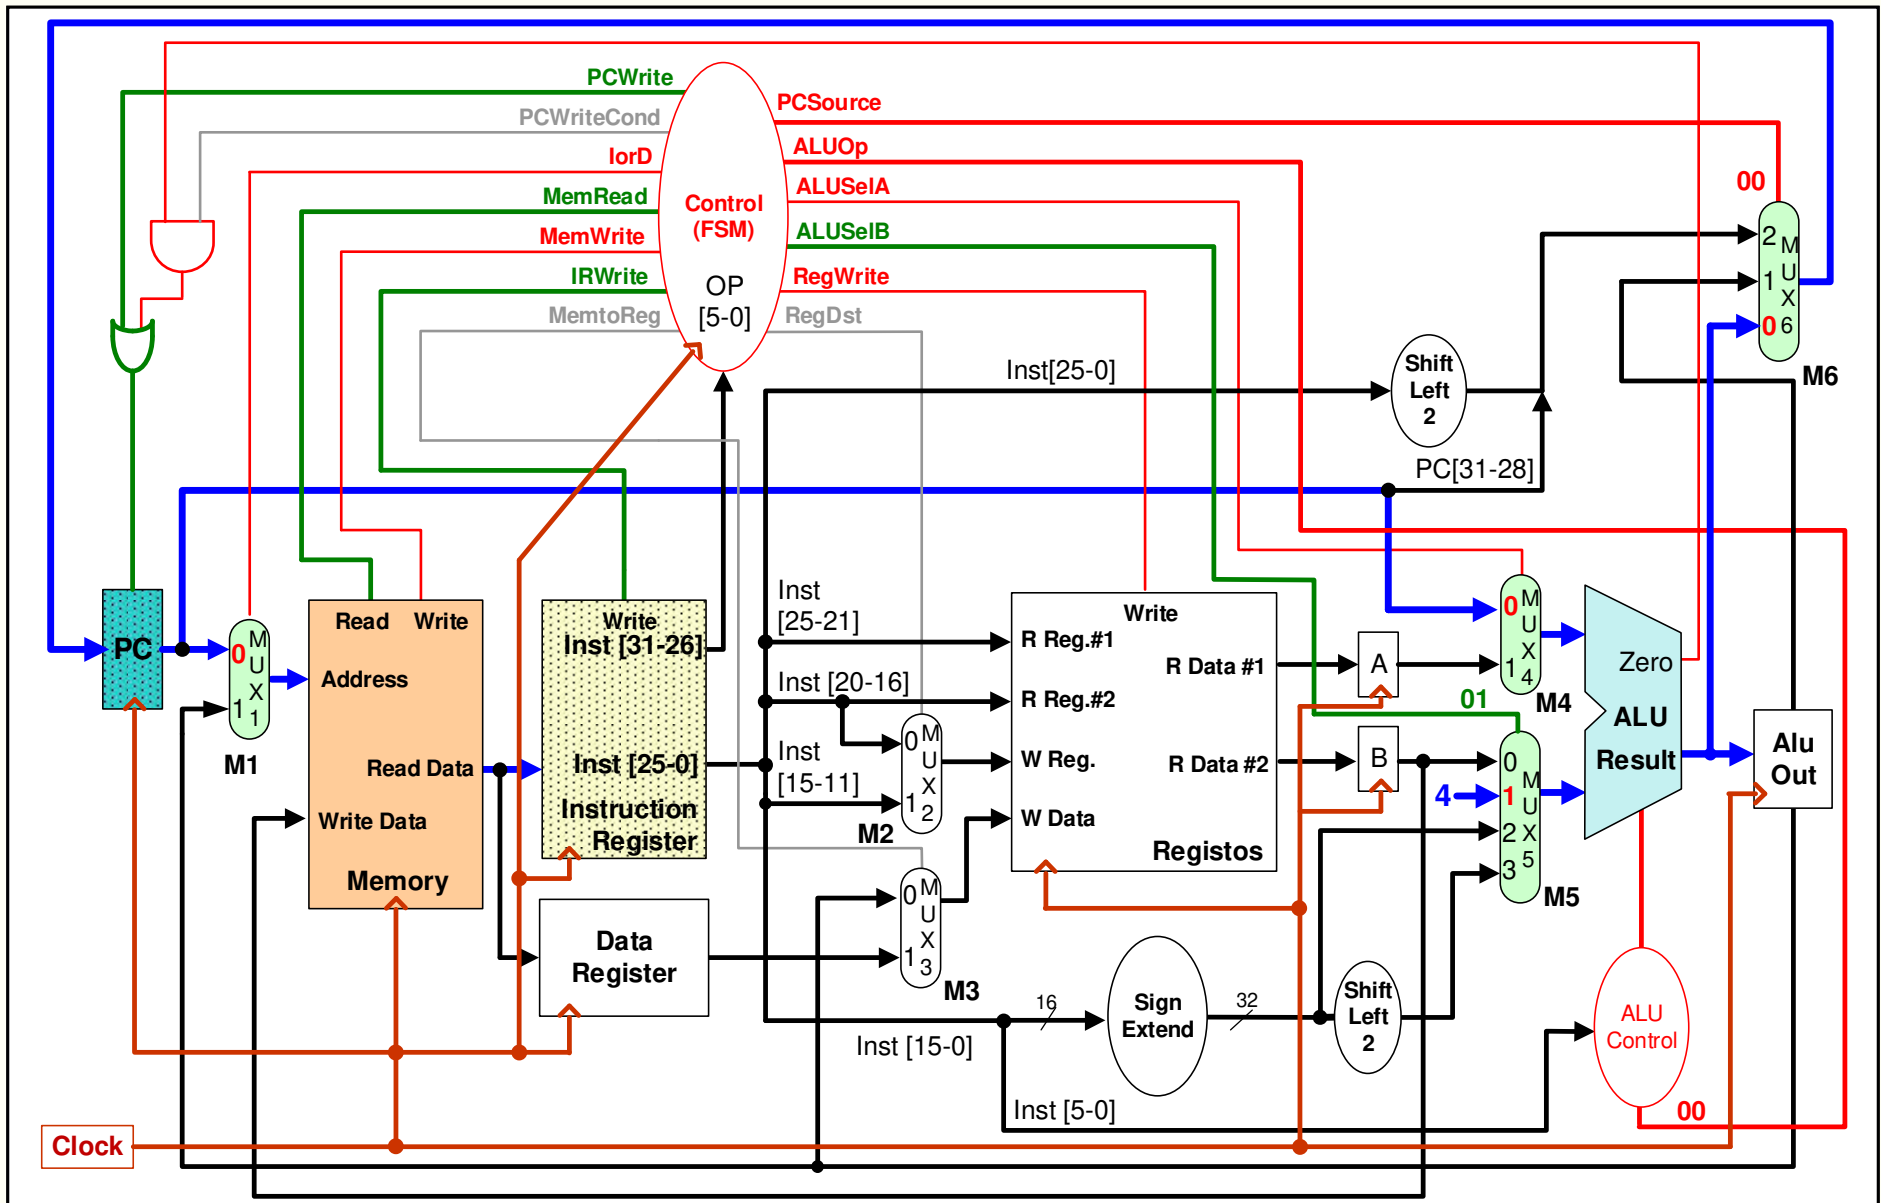 PCWrite
PCWriteCond
IorD
MemRead
MemWrite
IRWrite
MemtoReg
Control
(FSM)
OP
[5-0]
PCSource
ALUOp
ALUSelA
ALUSelB
RegWrite
RegDst
00
2
1
0
M
U
X
6
M6
Inst[25-0]
Shift
Left
2
PC[31-28]
PC
0
1
M
U
X
1
M1
Read Write
Address
Read Data
Write Data
Memory
Write
Inst [31-26]
Inst [25-0]
Instruction
Register
Data
Register
Inst
[25-21]
Inst [20-16]
Inst
[15-11]
0
1
M
U
X
2
M2
0
1
M
U
X
3
M3
Write
R Reg.#1
R Reg.#2
W Reg.
W Data
R Data #1
R Data #2
Registos
A
B
0
1
M
U
X
4
M4
01
4
0
1
2
3
M
U
X
5
M5
Zero
ALU
Result
Alu
Out
Inst [15-0]
16
Sign
Extend
32
Shift
Left
2
Inst [5-0]
ALU
Control
00
Clock